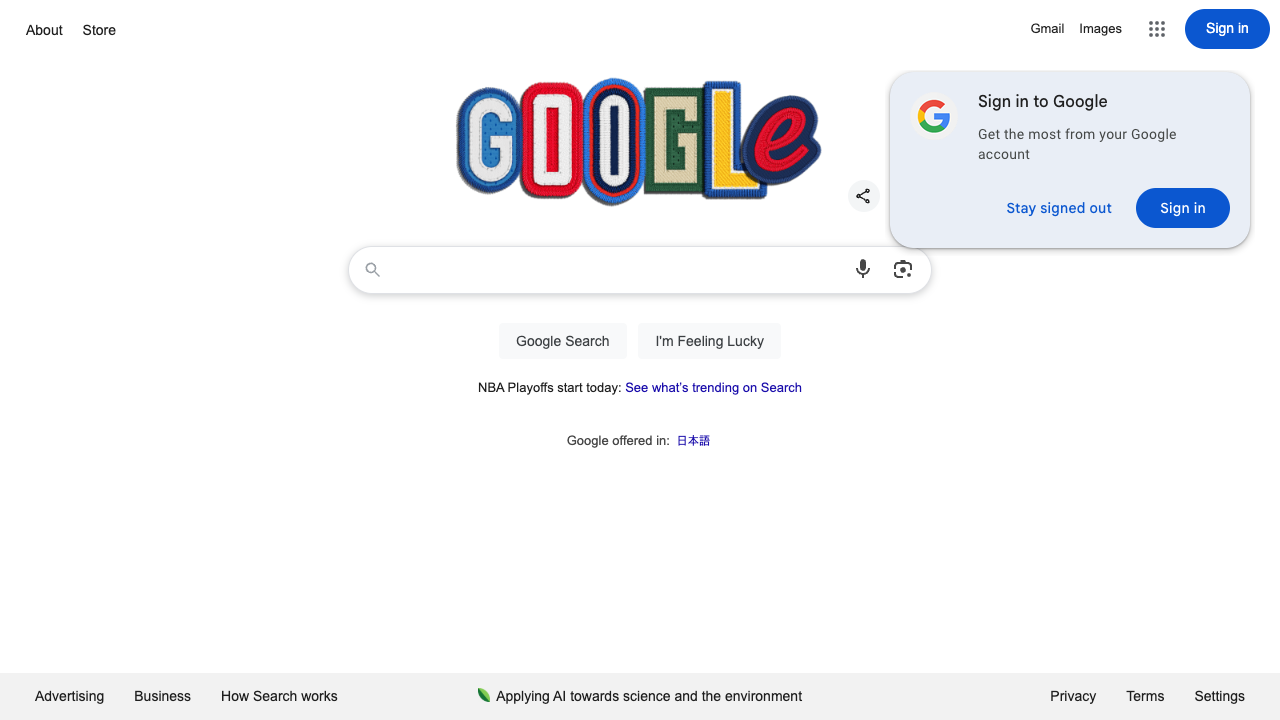 About Store
Gmail Images Sign in
GOOGLe
Sign in to Google
Get the most from your Google
account
Stay signed out Sign in
Google Search I'm Feeling Lucky
NBA Playoffs start today: See what's trending on Search
Google offered in: 日本語
Advertising Business How Search works
Applying AI towards science and the environment
Privacy Terms Settings